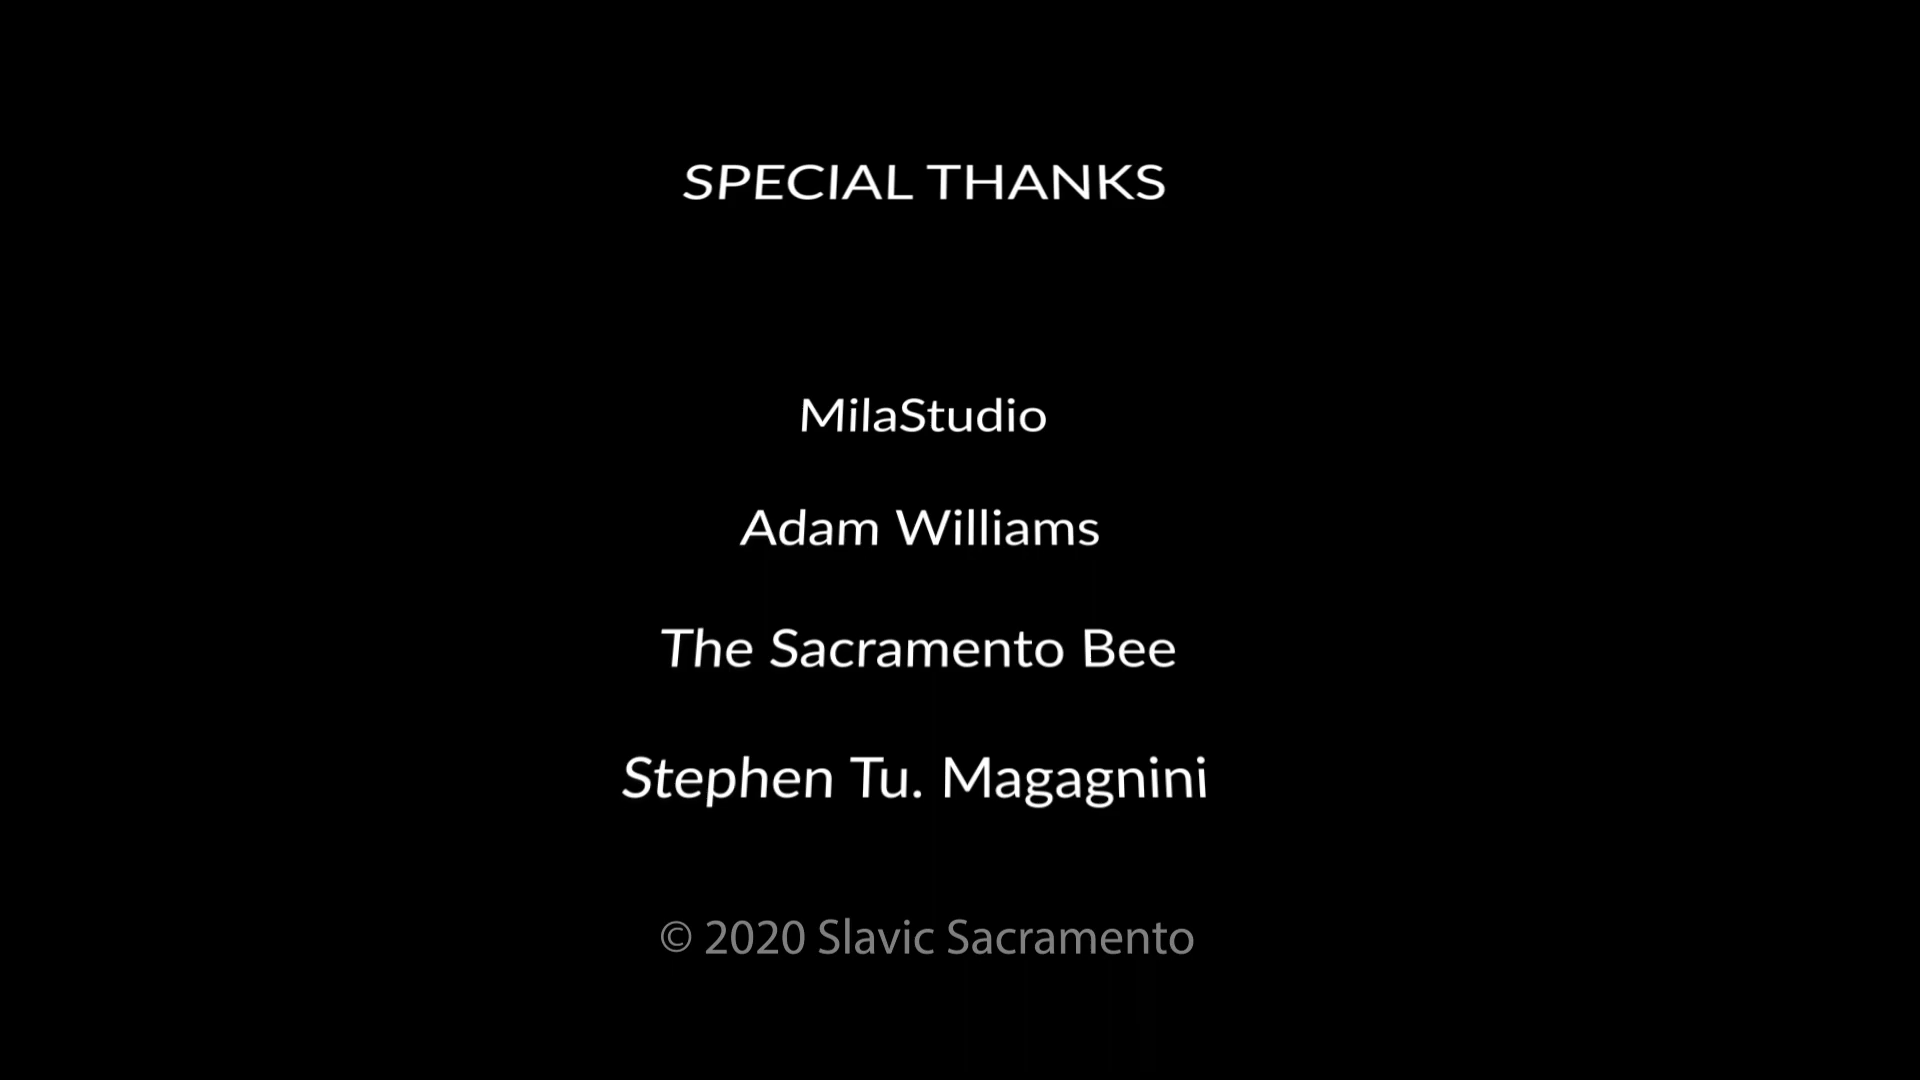 SPECIAL THANKS
MilaStudio
Adam Williams
The Sacramento Bee
Stephen Tu. Magagnini
© 2020 Slavic Sacramento